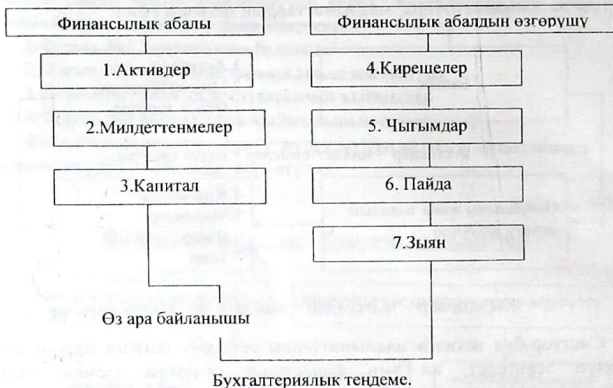 Финансылык абалы
Финансылык абалдын өзгөрүшү
1.Активдер
4.Кирешелер
2.Милдеттенмелер
5. Чыгымдар
3.Капитал
6. Пайда
7.Зыян
Өз ара байланышы
Бухгалтериялык теңдеме.